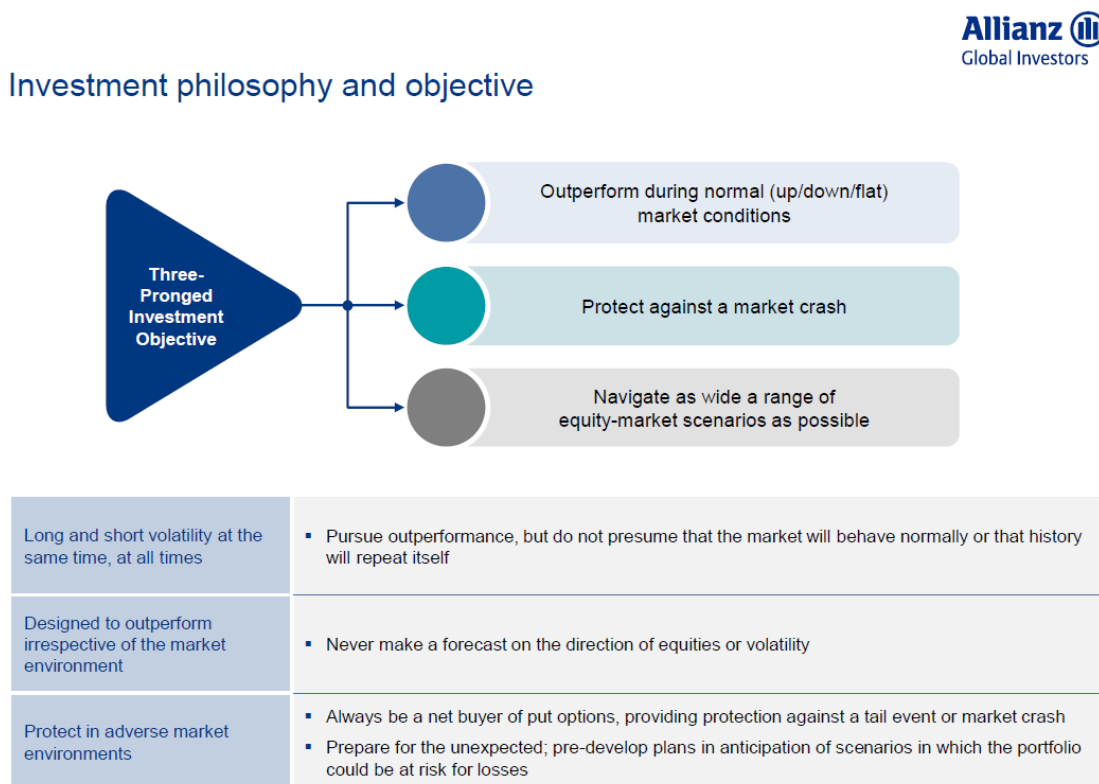 Allianz
Global Investors
Investment philosophy and objective
Three-
Pronged
Investment
Objective
Outperform during normal (up/down/flat)
market conditions
Protect against a market crash
Navigate as wide a range of
equity-market scenarios as possible
Long and short volatility at the
same time, at all times
▪ Pursue outperformance, but do not presume that the market will behave normally or that history
will repeat itself
Designed to outperform
irrespective of the market
environment
▪ Never make a forecast on the direction of equities or volatility
Protect in adverse market
environments
▪ Always be a net buyer of put options, providing protection against a tail event or market crash
▪ Prepare for the unexpected; pre-develop plans in anticipation of scenarios in which the portfolio
could be at risk for losses